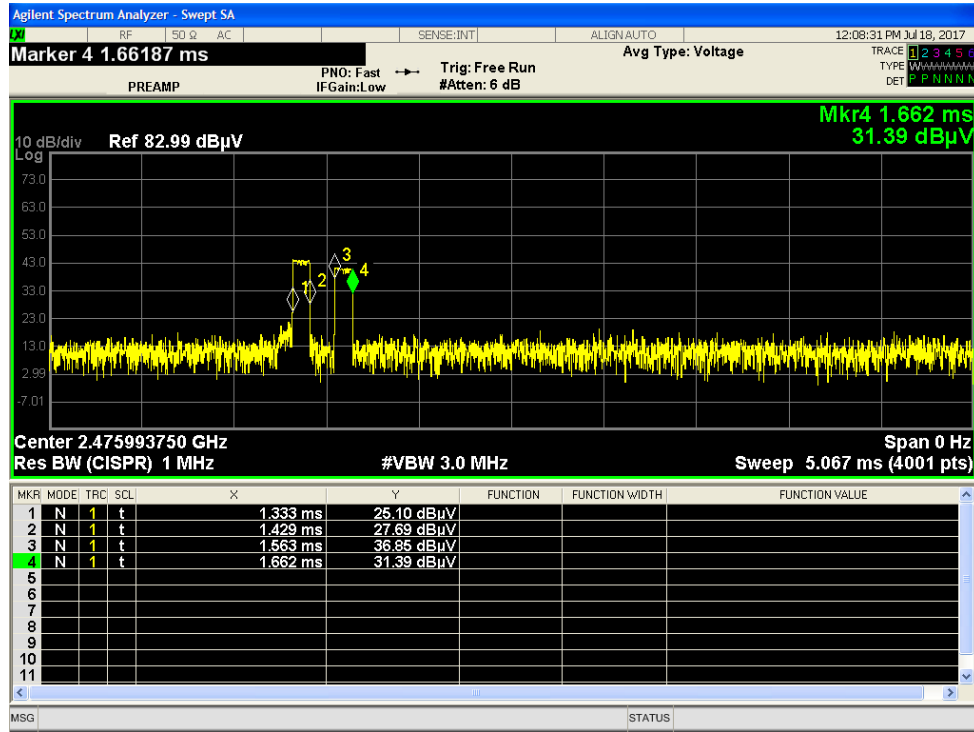 Agilent Spectrum Analyzer - Swept SA
LXI RF 50 Ω AC SENSE:INT ALIGN AUTO 12:08:31 PM Jul 18, 2017
Marker 4 1.66187 ms Avg Type: Voltage TRACE 1 2 3 4 5 6
PNO: Fast Trig: Free Run TYPE
PREAMP IFGain:Low #Atten: 6 dB DET P P N N N N
Mkr4 1.662 ms
10 dB/div Ref 82.99 dBµV 31.39 dBµV
Log
73.0
63.0
53.0
43.0
33.0
23.0
13.0
2.99
-7.01
1 2 3 4
Center 2.475993750 GHz Span 0 Hz
Res BW (CISPR) 1 MHz #VBW 3.0 MHz Sweep 5.067 ms (4001 pts)
MKR MODE TRC SCL X Y FUNCTION FUNCTION WIDTH FUNCTION VALUE
1 N 1 t 1.333 ms 25.10 dBµV
2 N 1 t 1.429 ms 27.69 dBµV
3 N 1 t 1.563 ms 36.85 dBµV
4 N 1 t 1.662 ms 31.39 dBµV
5
6
7
8
9
10
11
MSG STATUS